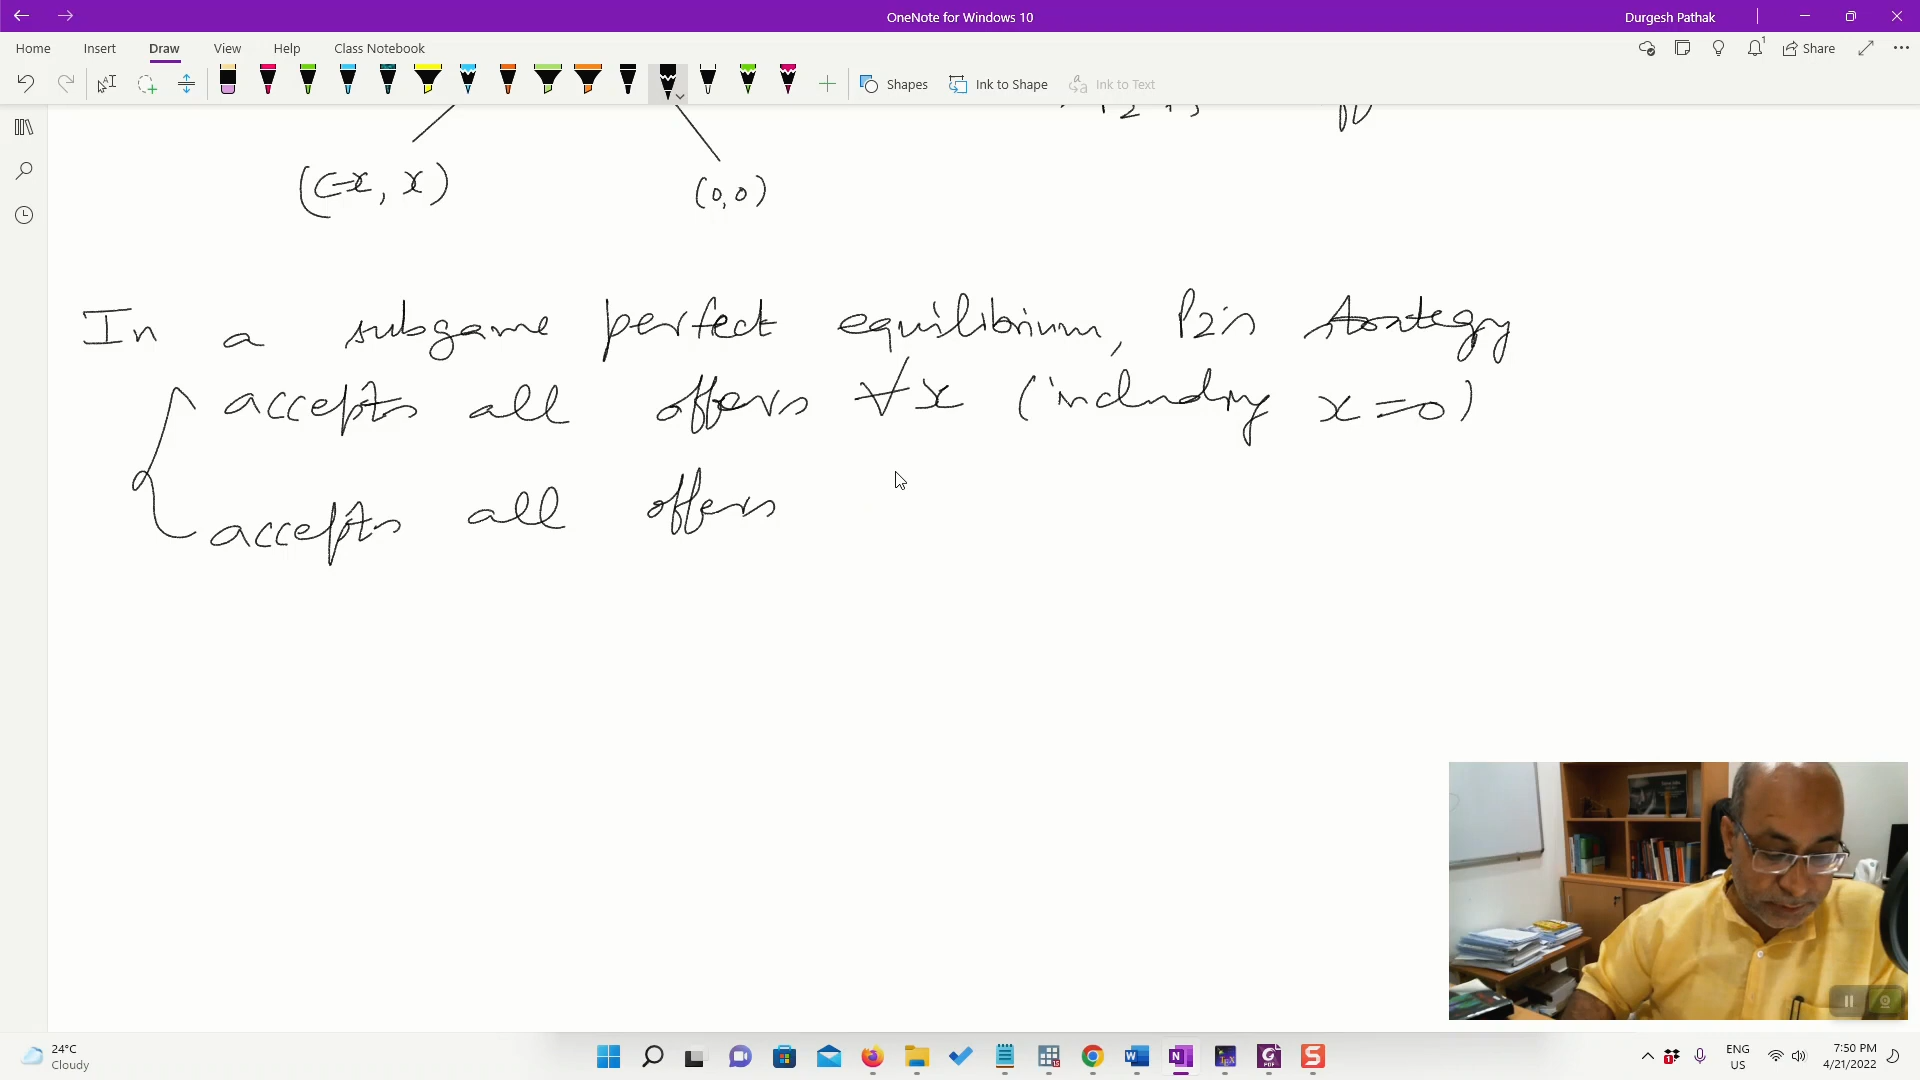 OneNote for Windows 10
Durgesh Pathak
Home Insert Draw View Help Class Notebook
Share
Shapes Ink to Shape Ink to Text
(c-x, x) (0,0)
In a subgame perfect equilibrium, P2's strategy
accepts all offers ∀x (including x=0)
accepts all offers
24°C
Cloudy
ENG
US
7:50 PM
4/21/2022